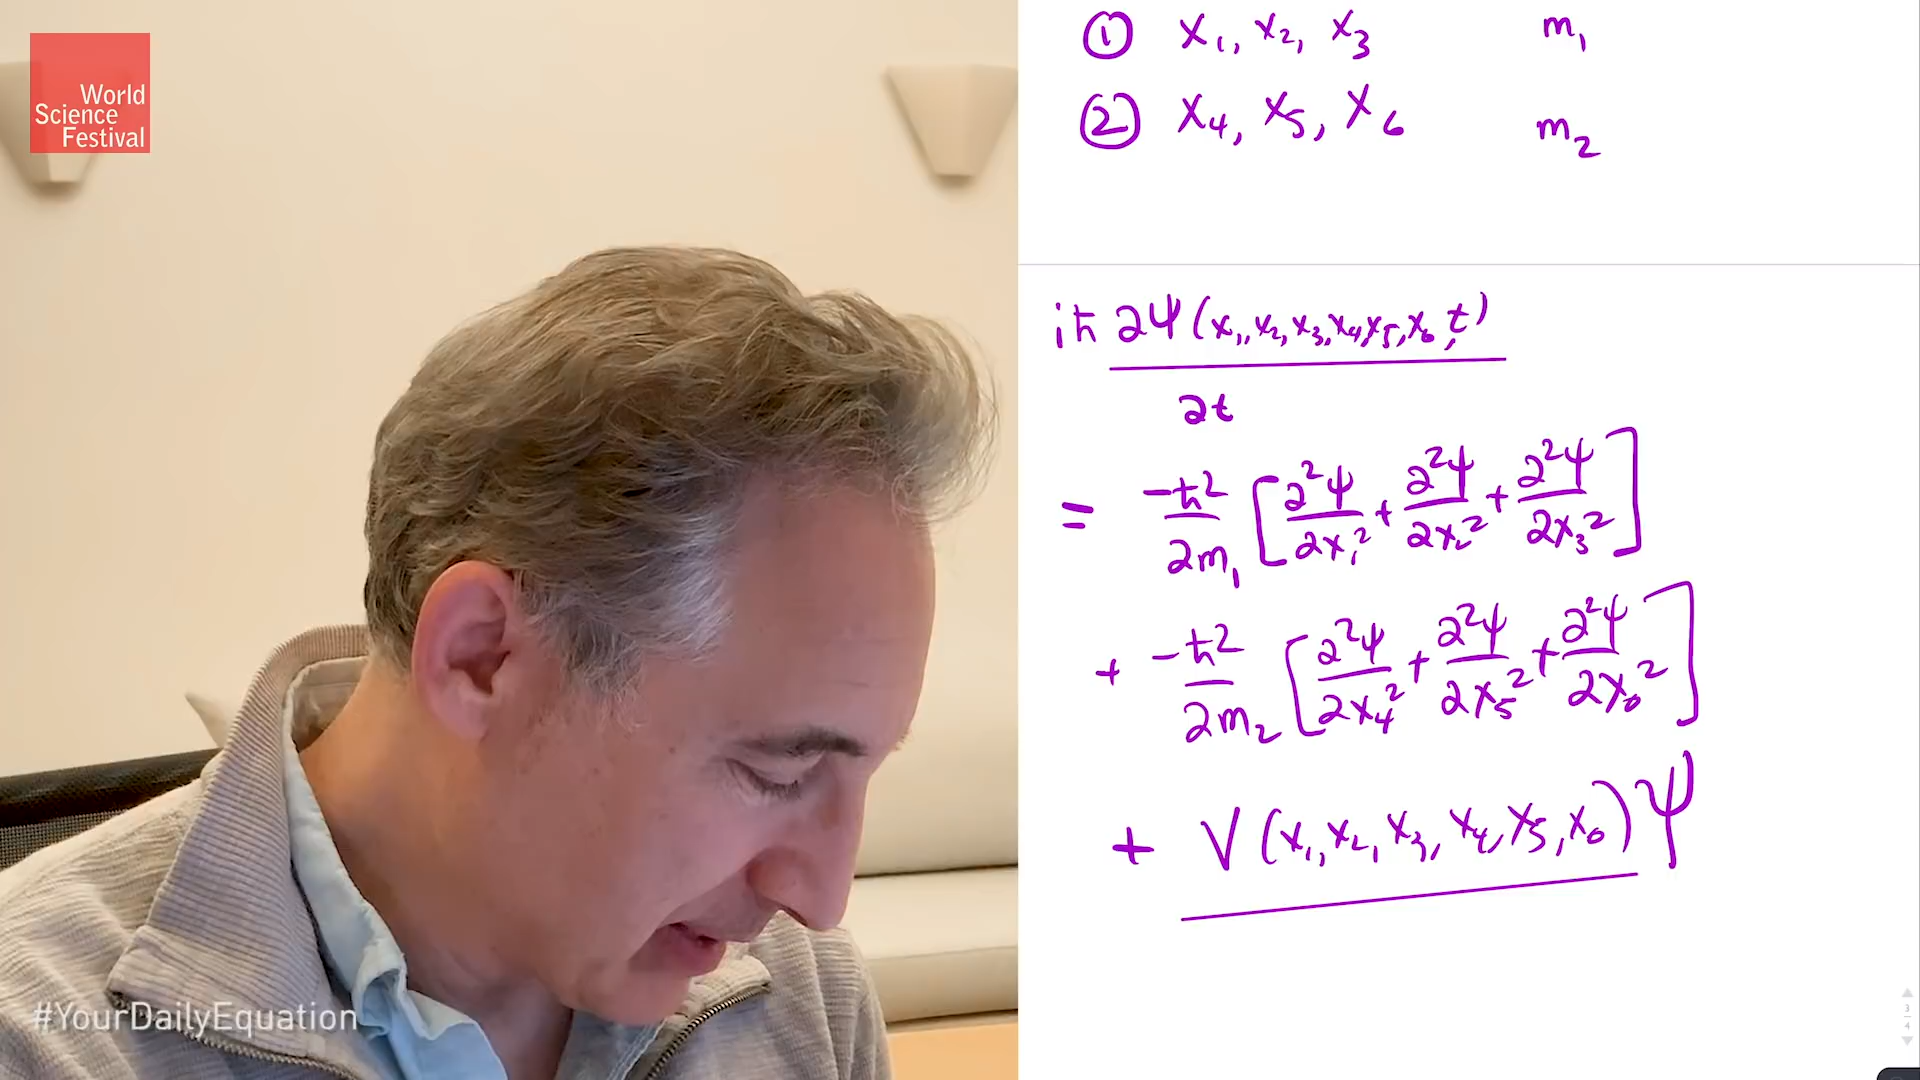 World
Science
Festival
#YourDailyEquation
① x₁, x₂, x₃ m₁
② x₄, x₅, x₆ m₂
iħ ∂Ψ(x₁, x₂, x₃, x₄, x₅, x₆, t)
∂t
= -ħ²/2m₁ [∂²Ψ/∂x₁² + ∂²Ψ/∂x₂² + ∂²Ψ/∂x₃²]
+ -ħ²/2m₂ [∂²Ψ/∂x₄² + ∂²Ψ/∂x₅² + ∂²Ψ/∂x₆²]
+ V(x₁, x₂, x₃, x₄, x₅, x₆)Ψ
3
4